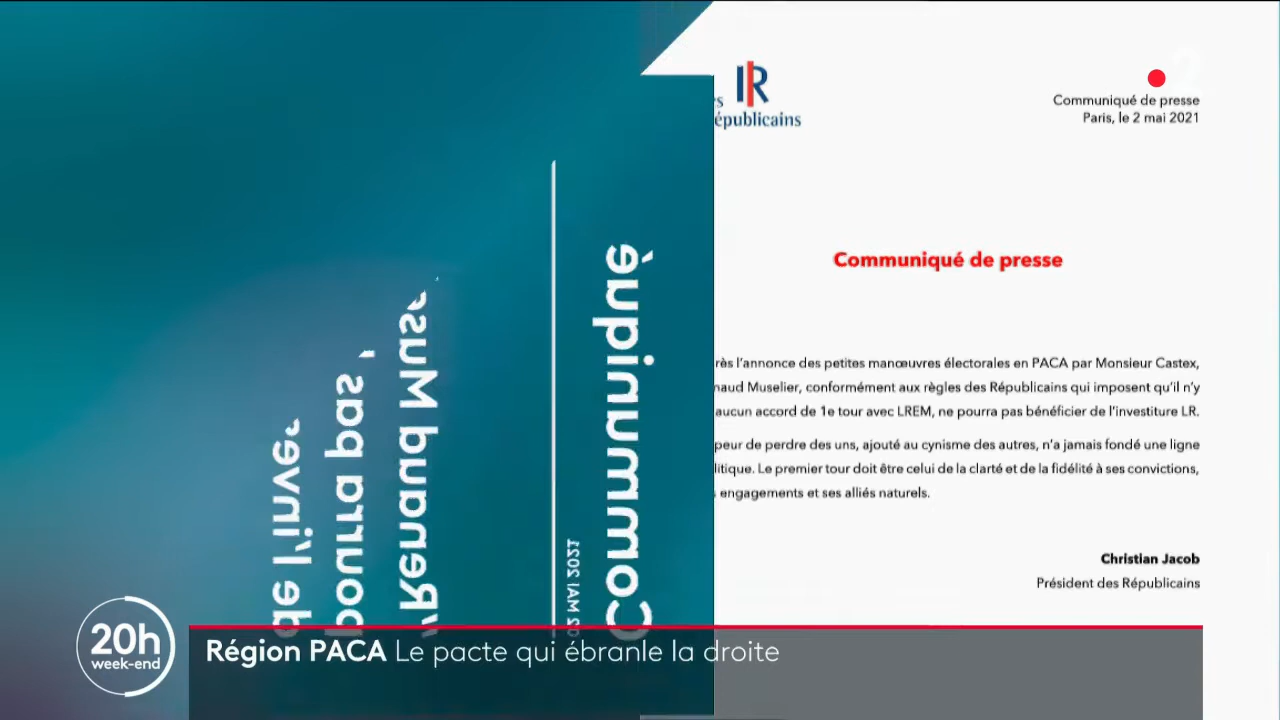 LR
es
épublicains
Communiqué de presse
Paris, le 2 mai 2021
Communiqué de presse
rès l'annonce des petites manœuvres électorales en PACA par Monsieur Castex,
naud Muselier, conformément aux règles des Républicains qui imposent qu'il n'y
aucun accord de 1e tour avec LREM, ne pourra pas bénéficier de l'investiture LR.
peur de perdre des uns, ajouté au cynisme des autres, n'a jamais fondé une ligne
litique. Le premier tour doit être celui de la clarté et de la fidélité à ses convictions,
s engagements et ses alliés naturels.
Christian Jacob
Président des Républicains
Communiqué
02 MAI 2021
"Renaud Muse
pourra pas
de l'inves
20h
week-end
Région PACA Le pacte qui ébranle la droite